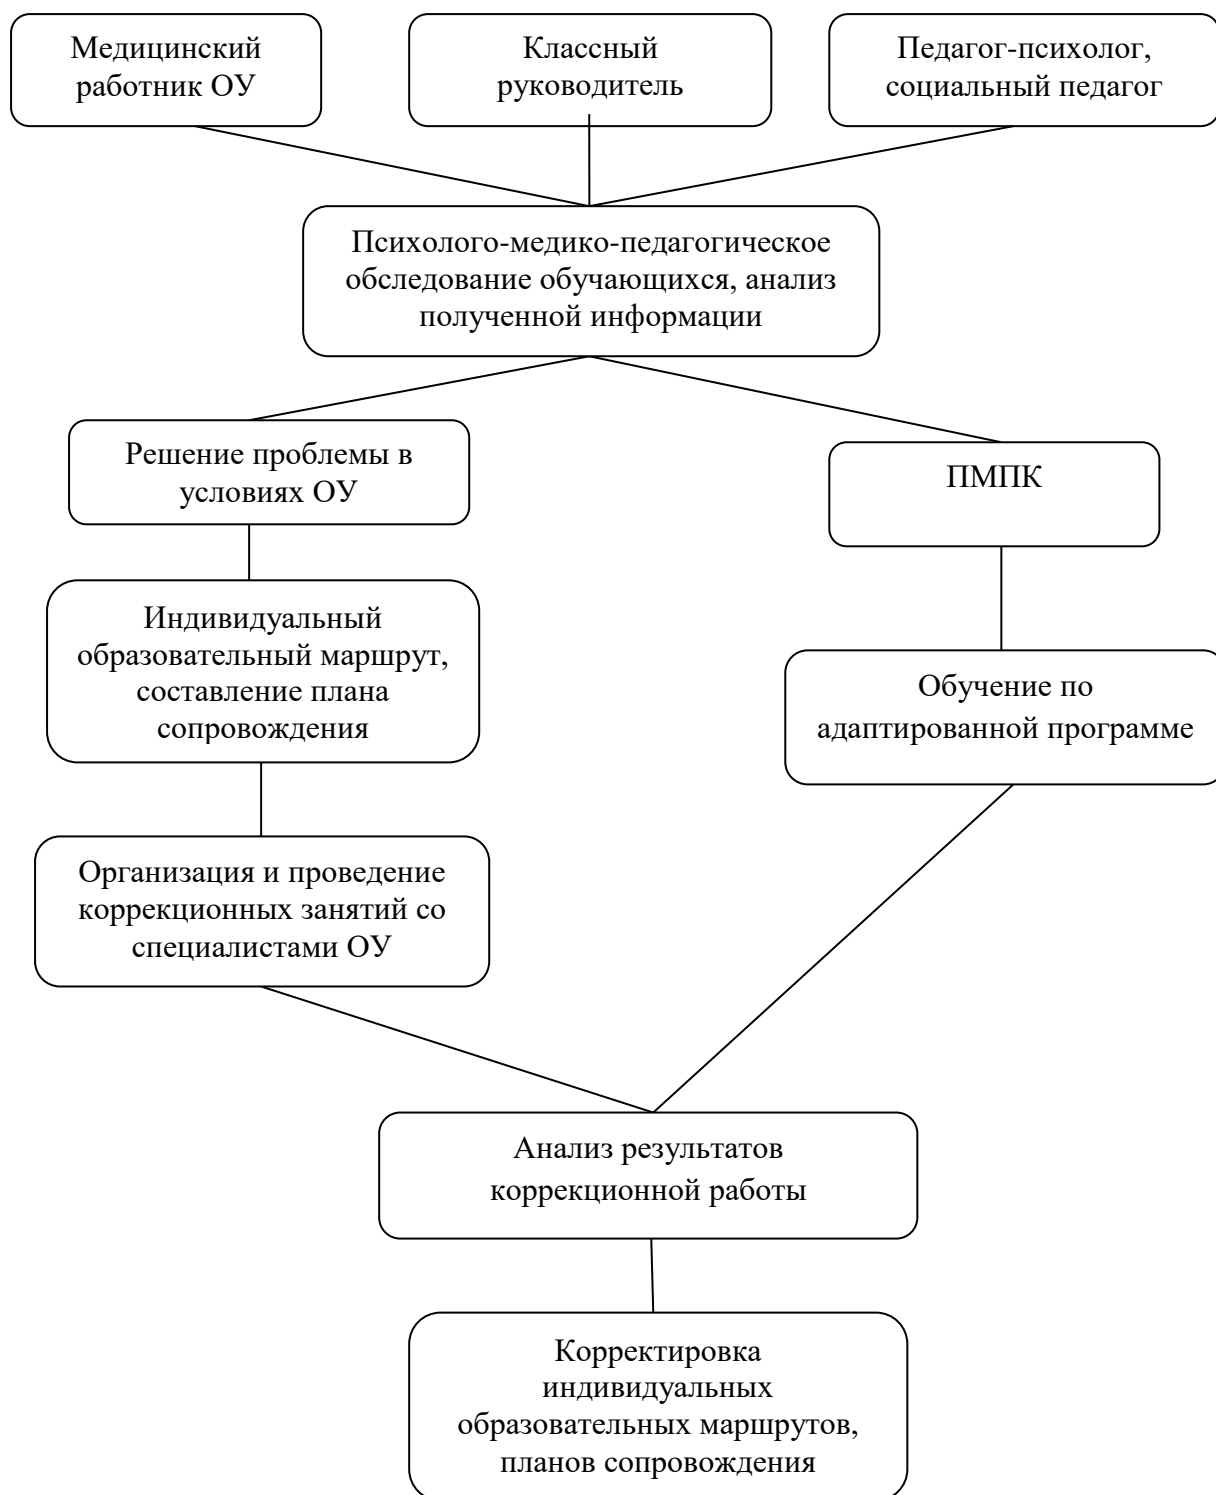 Медицинский
работник ОУ
Классный
руководитель
Педагог-психолог,
социальный педагог
Психолого-медико-педагогическое
обследование обучающихся, анализ
полученной информации
Решение проблемы в
условиях ОУ
ПМПК
Индивидуальный
образовательный маршрут,
составление плана
сопровождения
Обучение по
адаптированной программе
Организация и проведение
коррекционных занятий со
специалистами ОУ
Анализ результатов
коррекционной работы
Корректировка
индивидуальных
образовательных маршрутов,
планов сопровождения